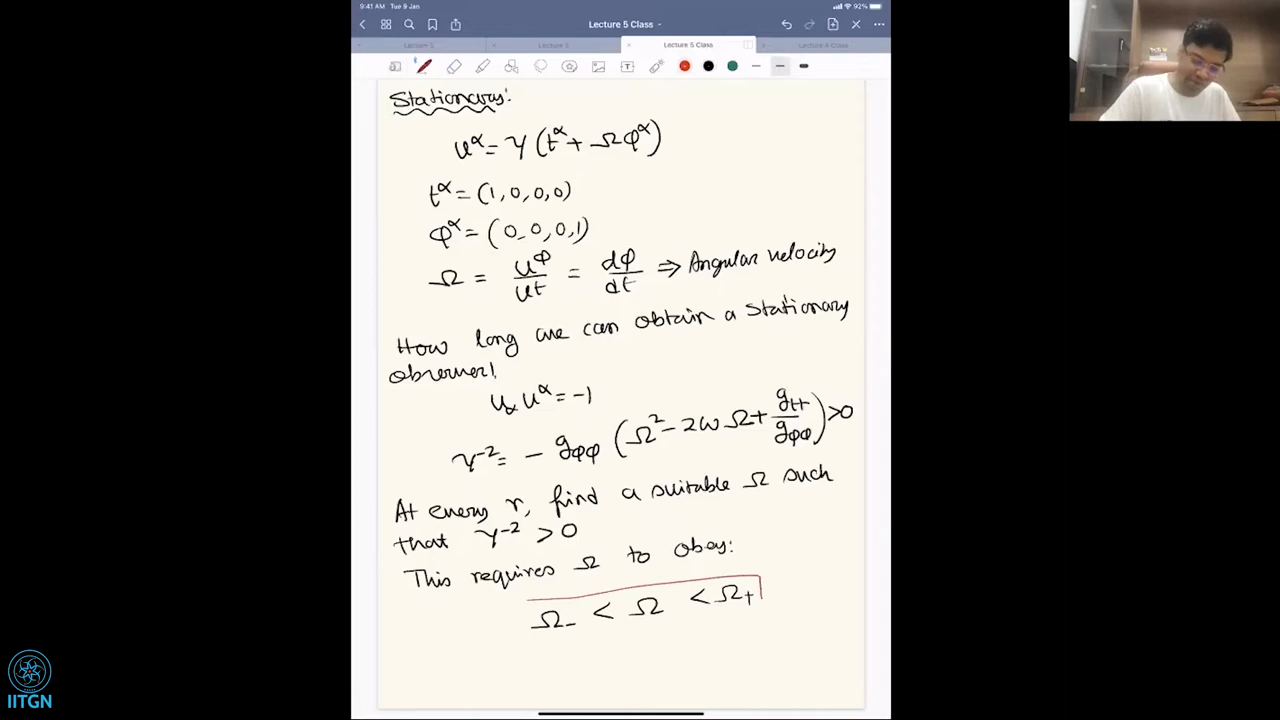 9:41 AM Tue 9 Jan
92%
Lecture 5 Class
Lecture 5 Class
Lecture 4 Class
Stationary:
u^α = γ (t^α + Ω φ^α)
t^α = (1, 0, 0, 0)
φ^α = (0, 0, 0, 1)
Ω = u^φ / u^t = dφ / dt ⇒ Angular velocity
How long we can obtain a stationary
observer!
u_α u^α = -1
γ^-2 = - g_φφ (Ω^2 - 2ω Ω + g_tt / g_φφ) > 0
At every r, find a suitable Ω such
that γ^-2 > 0
This requires Ω to obey:
Ω_- < Ω < Ω_+
IITGN